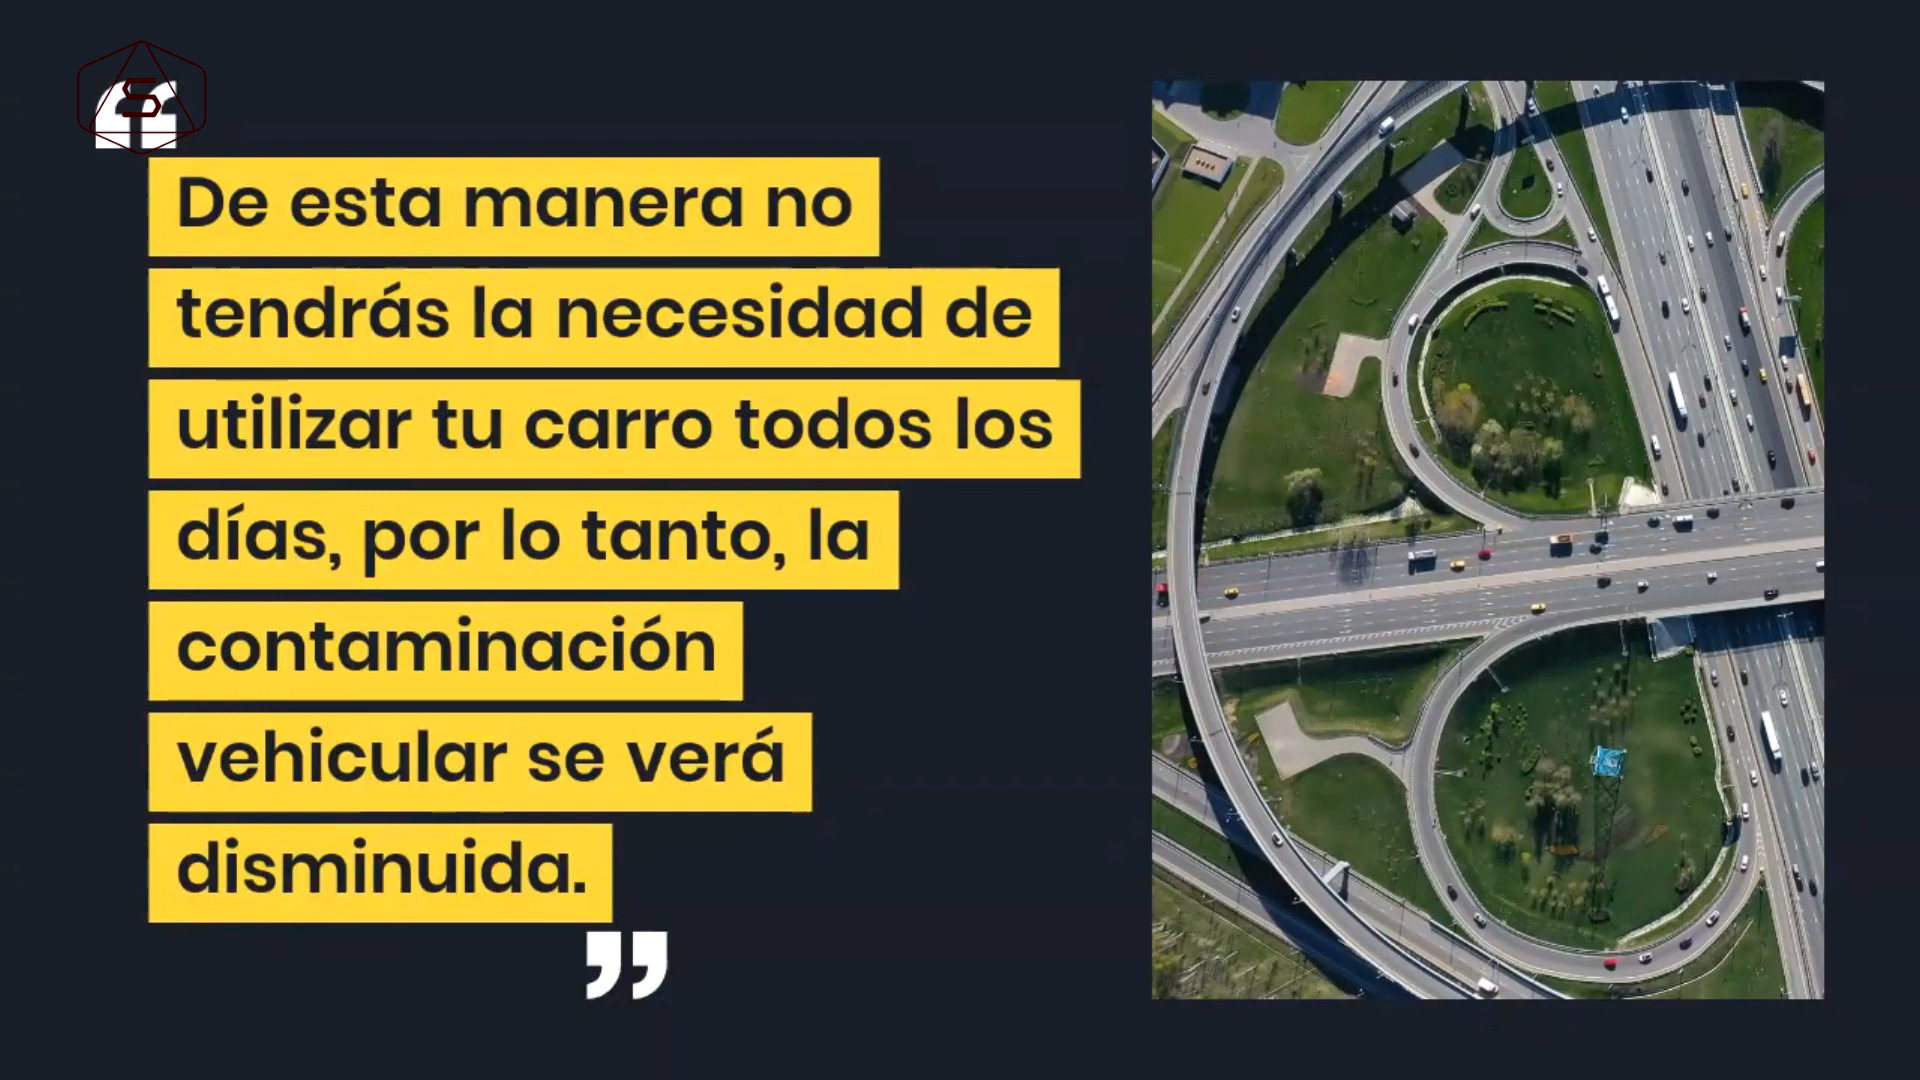 “
De esta manera no
tendrás la necesidad de
utilizar tu carro todos los
días, por lo tanto, la
contaminación
vehicular se verá
disminuida.
”